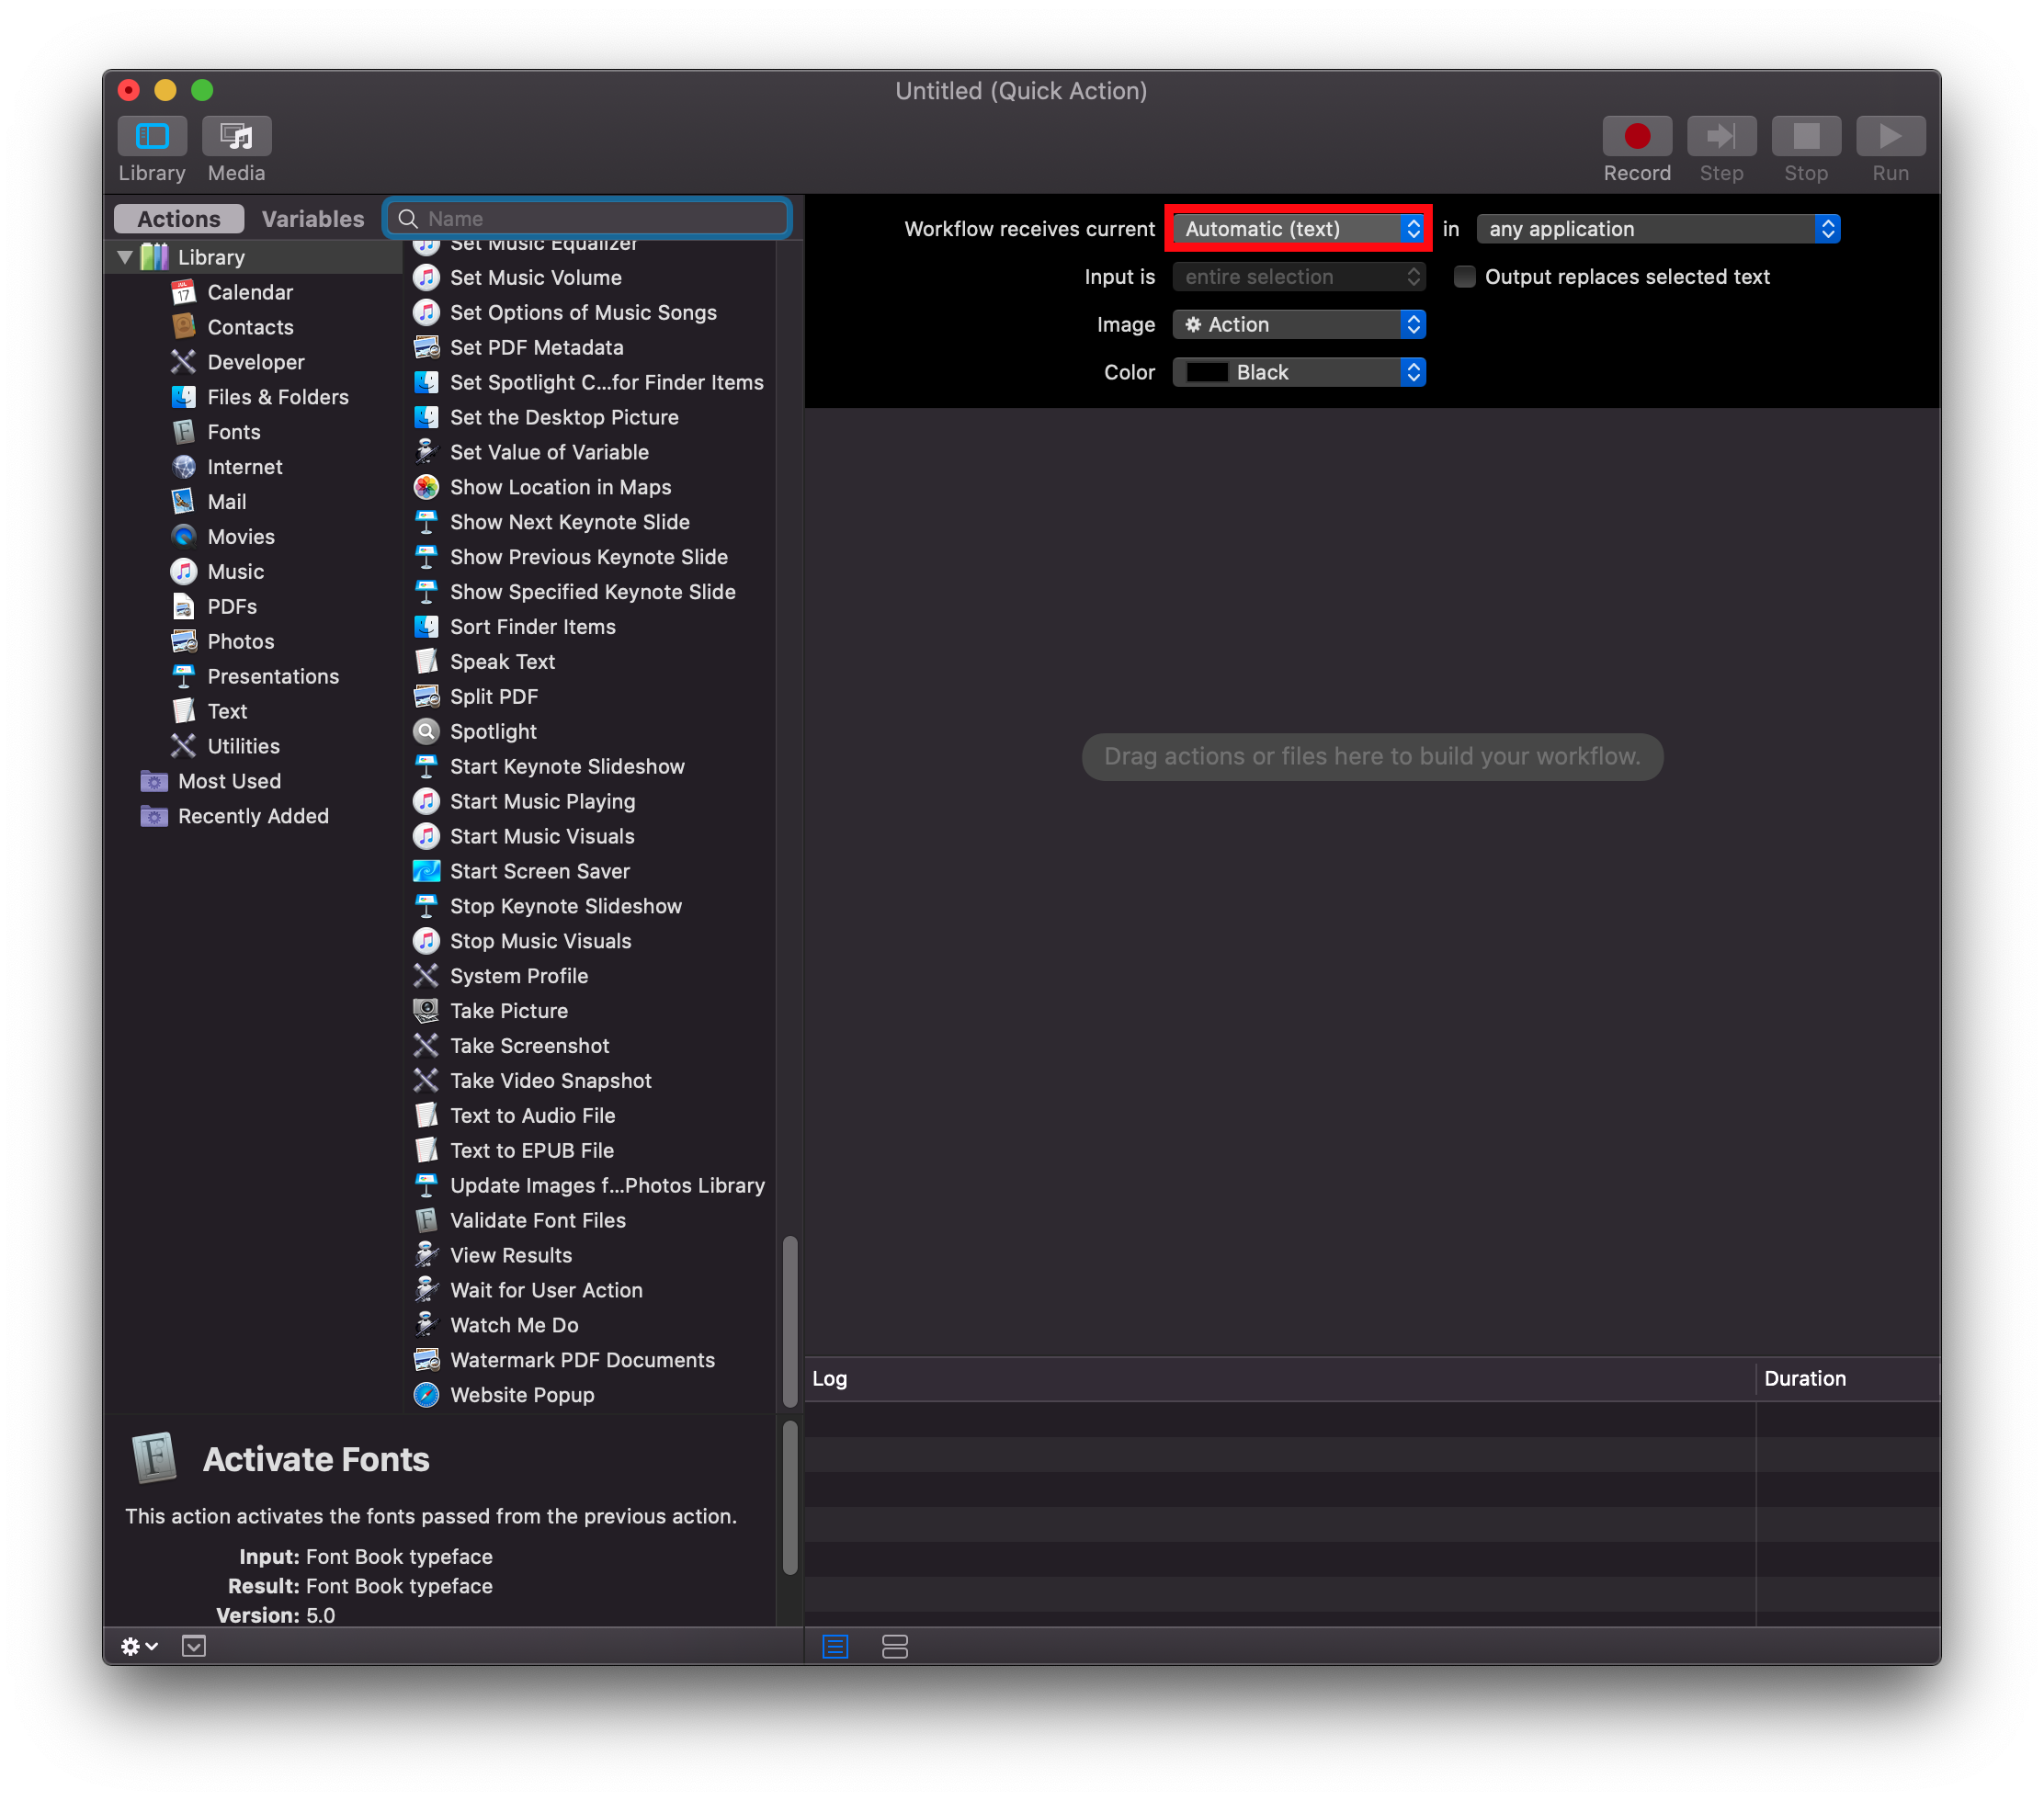 Untitled (Quick Action)
Library
Media
Record
Step
Stop
Run
Actions
Variables
Name
Library
Calendar
Contacts
Developer
Files & Folders
Fonts
Internet
Mail
Movies
Music
PDFs
Photos
Presentations
Text
Utilities
Most Used
Recently Added
Set Music Equalizer
Set Music Volume
Set Options of Music Songs
Set PDF Metadata
Set Spotlight C...for Finder Items
Set the Desktop Picture
Set Value of Variable
Show Location in Maps
Show Next Keynote Slide
Show Previous Keynote Slide
Show Specified Keynote Slide
Sort Finder Items
Speak Text
Split PDF
Spotlight
Start Keynote Slideshow
Start Music Playing
Start Music Visuals
Start Screen Saver
Stop Keynote Slideshow
Stop Music Visuals
System Profile
Take Picture
Take Screenshot
Take Video Snapshot
Text to Audio File
Text to EPUB File
Update Images f...Photos Library
Validate Font Files
View Results
Wait for User Action
Watch Me Do
Watermark PDF Documents
Website Popup
Activate Fonts
This action activates the fonts passed from the previous action.
Input: Font Book typeface
Result: Font Book typeface
Version: 5.0
Workflow receives current Automatic (text) in any application
Input is entire selection Output replaces selected text
Image Action
Color Black
Drag actions or files here to build your workflow.
Log Duration